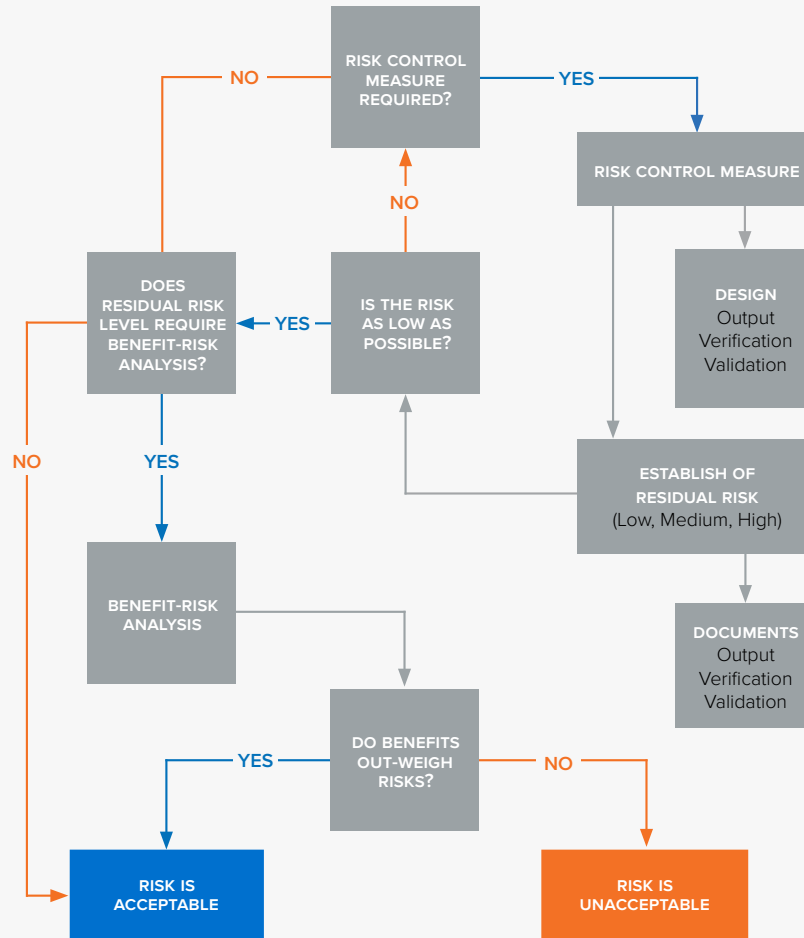 RISK CONTROL
MEASURE
REQUIRED?
NO
YES
RISK CONTROL MEASURE
NO
DOES
RESIDUAL RISK
LEVEL REQUIRE
BENEFIT-RISK
ANALYSIS?
YES
IS THE RISK
AS LOW AS
POSSIBLE?
DESIGN
Output
Verification
Validation
NO
YES
ESTABLISH OF
RESIDUAL RISK
(Low, Medium, High)
BENEFIT-RISK
ANALYSIS
DOCUMENTS
Output
Verification
Validation
DO BENEFITS
OUT-WEIGH
RISKS?
YES
NO
RISK IS
ACCEPTABLE
RISK IS
UNACCEPTABLE